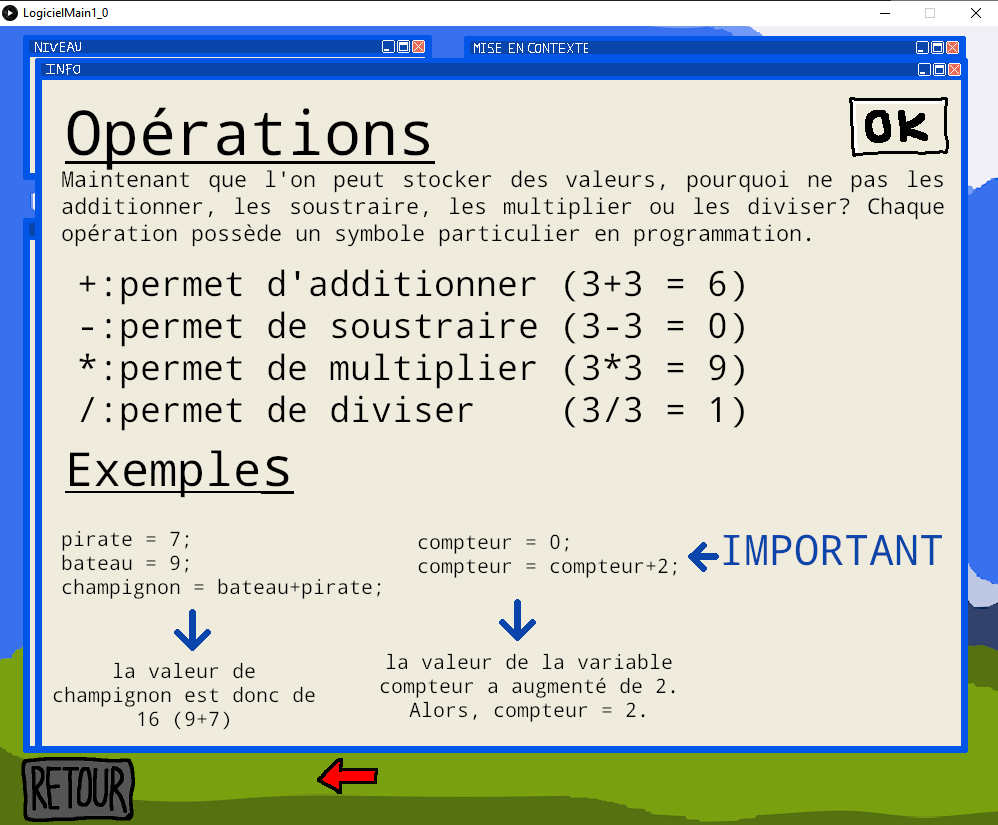 LogicielMain1_0
NIVEAU
MISE EN CONTEXTE
INFO
OK
Opérations
Maintenant que l'on peut stocker des valeurs, pourquoi ne pas les
additionner, les soustraire, les multiplier ou les diviser? Chaque
opération possède un symbole particulier en programmation.
+:permet d'additionner (3+3 = 6)
-:permet de soustraire (3-3 = 0)
*:permet de multiplier (3*3 = 9)
/:permet de diviser (3/3 = 1)
Exemples
pirate = 7;
bateau = 9;
champignon = bateau+pirate;
la valeur de
champignon est donc de
16 (9+7)
compteur = 0;
compteur = compteur+2;
IMPORTANT
la valeur de la variable
compteur a augmenté de 2.
Alors, compteur = 2.
RETOUR